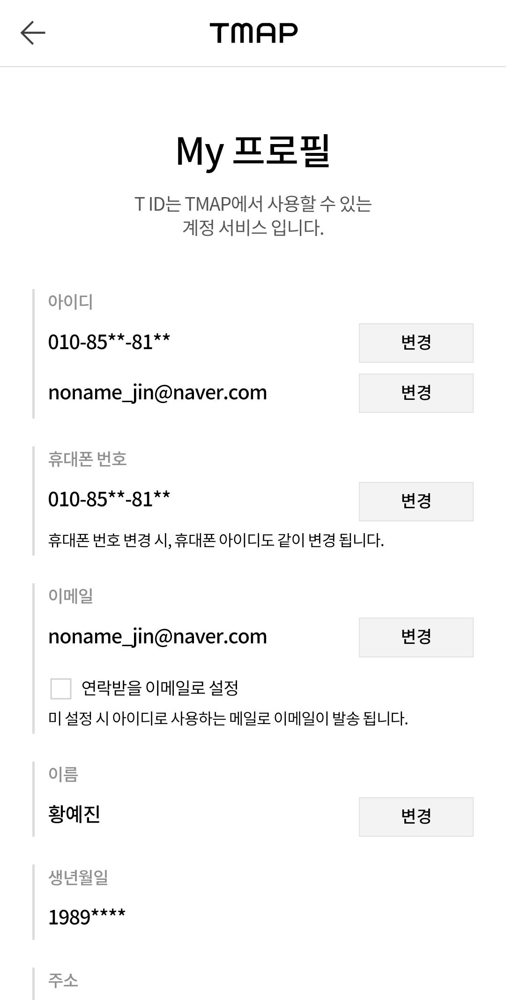 TMAP
My 프로필
T ID는 TMAP에서 사용할 수 있는
계정 서비스 입니다.
아이디
010-85**-81**
변경
noname_jin@naver.com
변경
휴대폰 번호
010-85**-81**
변경
휴대폰 번호 변경 시, 휴대폰 아이디도 같이 변경 됩니다.
이메일
noname_jin@naver.com
변경
연락받을 이메일로 설정
미 설정 시 아이디로 사용하는 메일로 이메일이 발송 됩니다.
이름
황예진
변경
생년월일
1989****
주소